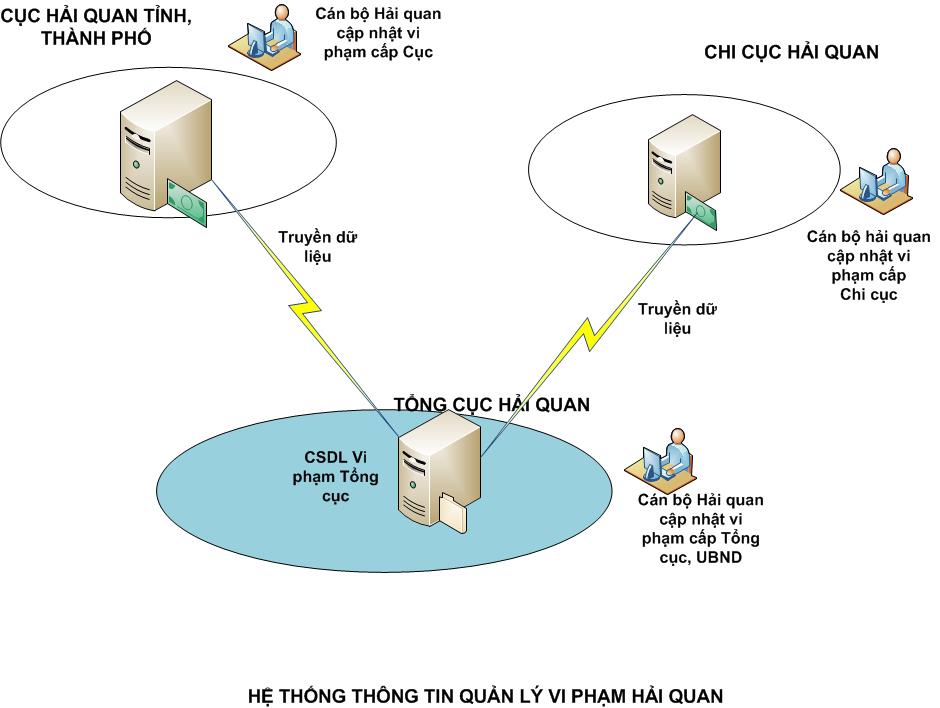 CỤC HẢI QUAN TỈNH,
THÀNH PHỐ
Cán bộ Hải quan
cập nhật vi
phạm cấp Cục
CHI CỤC HẢI QUAN
Cán bộ hải quan
cập nhật vi
phạm cấp
Chi cục
Truyền dữ
liệu
Truyền dữ
liệu
TỔNG CỤC HẢI QUAN
CSDL Vi
phạm Tổng
cục
Cán bộ Hải quan
cập nhật vi
phạm cấp Tổng
cục, UBND
HỆ THỐNG THÔNG TIN QUẢN LÝ VI PHẠM HẢI QUAN